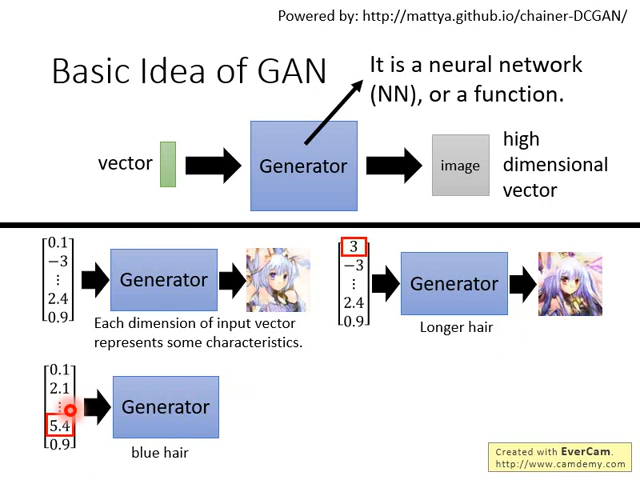 Powered by: http://mattya.github.io/chainer-DCGAN/
Basic Idea of GAN
It is a neural network
(NN), or a function.
vector
Generator
image
high
dimensional
vector
0.1
−3
⋮
2.4
0.9
Generator
Each dimension of input vector
represents some characteristics.
3
−3
⋮
2.4
0.9
Generator
Longer hair
0.1
2.1
⋮
5.4
0.9
Generator
blue hair
Created with EverCam.
http://www.camdemy.com